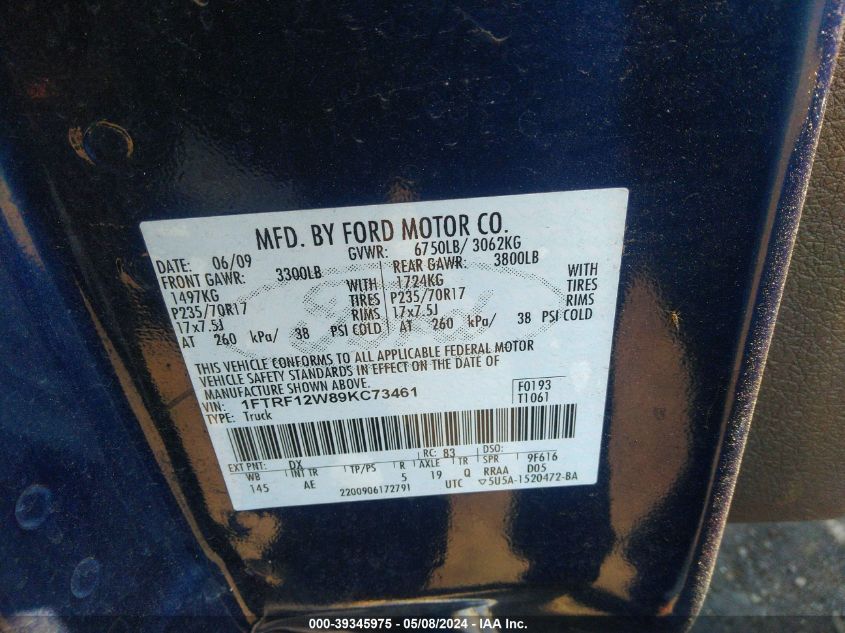 MFD. BY FORD MOTOR CO.
DATE: 06/09 GVWR: 6750LB/ 3062KG
FRONT GAWR: 3300LB REAR GAWR: 3800LB
1497KG WITH 1724KG WITH
P235/70R17 TIRES P235/70R17 TIRES
17x7.5J RIMS 17x7.5J RIMS
AT 260 kPa/ 38 PSI COLD AT 260 kPa/ 38 PSI COLD
THIS VEHICLE CONFORMS TO ALL APPLICABLE FEDERAL MOTOR
VEHICLE SAFETY STANDARDS IN EFFECT ON THE DATE OF
MANUFACTURE SHOWN ABOVE.
VIN: 1FTRF12W89KC73461 F0193
TYPE: Truck T1061
EXT PNT: DX RC: 83 DSO:
WB INT TR TP/PS R AXLE TR SPR 9F616
145 AE 5 19 Q RRAA D05
2200906172791 UTC ▽5U5A-1520472-BA
000-39345975 - 05/08/2024 - IAA Inc.